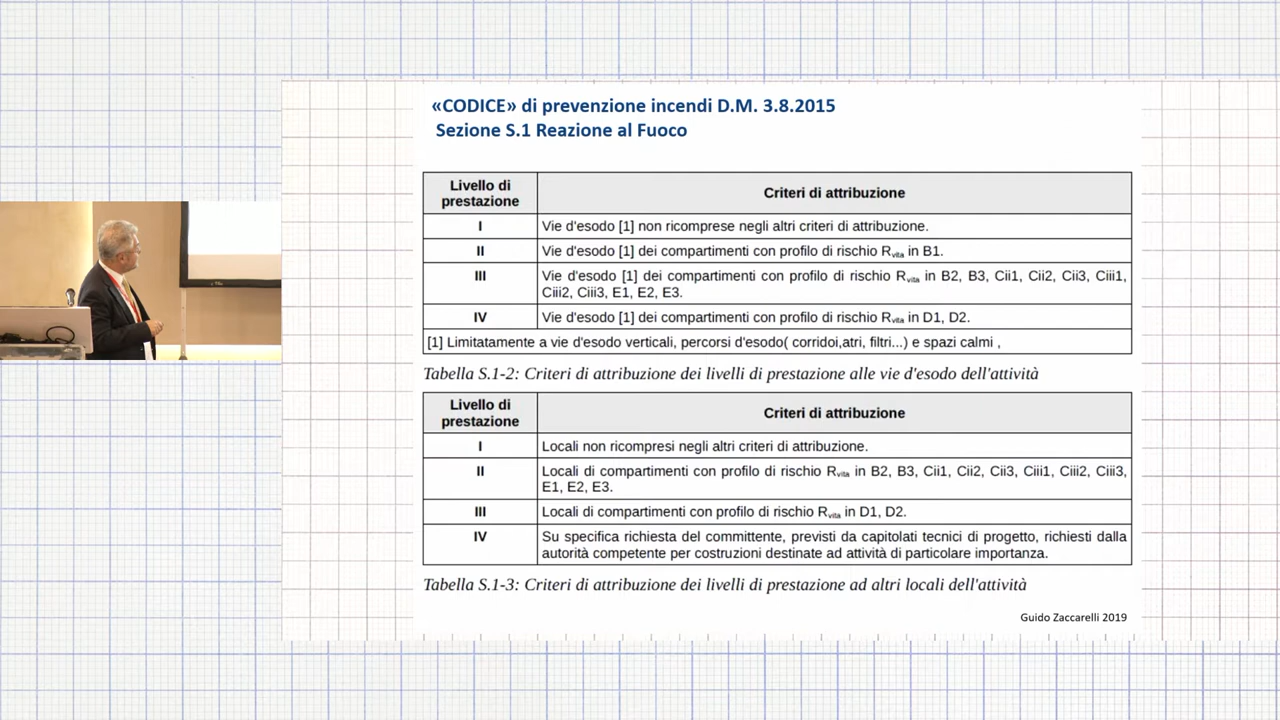 «CODICE» di prevenzione incendi D.M. 3.8.2015
Sezione S.1 Reazione al Fuoco
Livello di prestazione
Criteri di attribuzione
I
Vie d'esodo [1] non ricomprese negli altri criteri di attribuzione.
II
Vie d'esodo [1] dei compartimenti con profilo di rischio Rvita in B1.
III
Vie d'esodo [1] dei compartimenti con profilo di rischio Rvita in B2, B3, Cii1, Cii2, Cii3, Ciii1,
Ciii2, Ciii3, E1, E2, E3.
IV
Vie d'esodo [1] dei compartimenti con profilo di rischio Rvita in D1, D2.
[1] Limitatamente a vie d'esodo verticali, percorsi d'esodo( corridoi,atri, filtri...) e spazi calmi ,
Tabella S.1-2: Criteri di attribuzione dei livelli di prestazione alle vie d'esodo dell'attività
Livello di prestazione
Criteri di attribuzione
I
Locali non ricompresi negli altri criteri di attribuzione.
II
Locali di compartimenti con profilo di rischio Rvita in B2, B3, Cii1, Cii2, Cii3, Ciii1, Ciii2, Ciii3,
E1, E2, E3.
III
Locali di compartimenti con profilo di rischio Rvita in D1, D2.
IV
Su specifica richiesta del committente, previsti da capitolati tecnici di progetto, richiesti dalla
autorità competente per costruzioni destinate ad attività di particolare importanza.
Tabella S.1-3: Criteri di attribuzione dei livelli di prestazione ad altri locali dell'attività
Guido Zaccarelli 2019